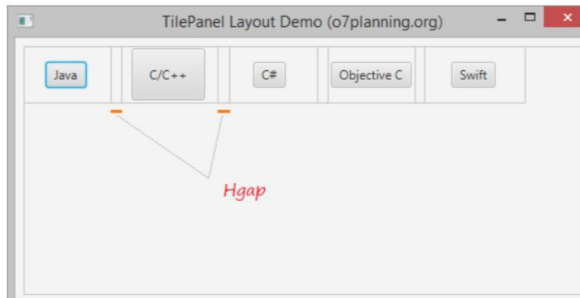 TilePanel Layout Demo (o7planning.org)
Java
C/C++
C#
Objective C
Swift
Hgap